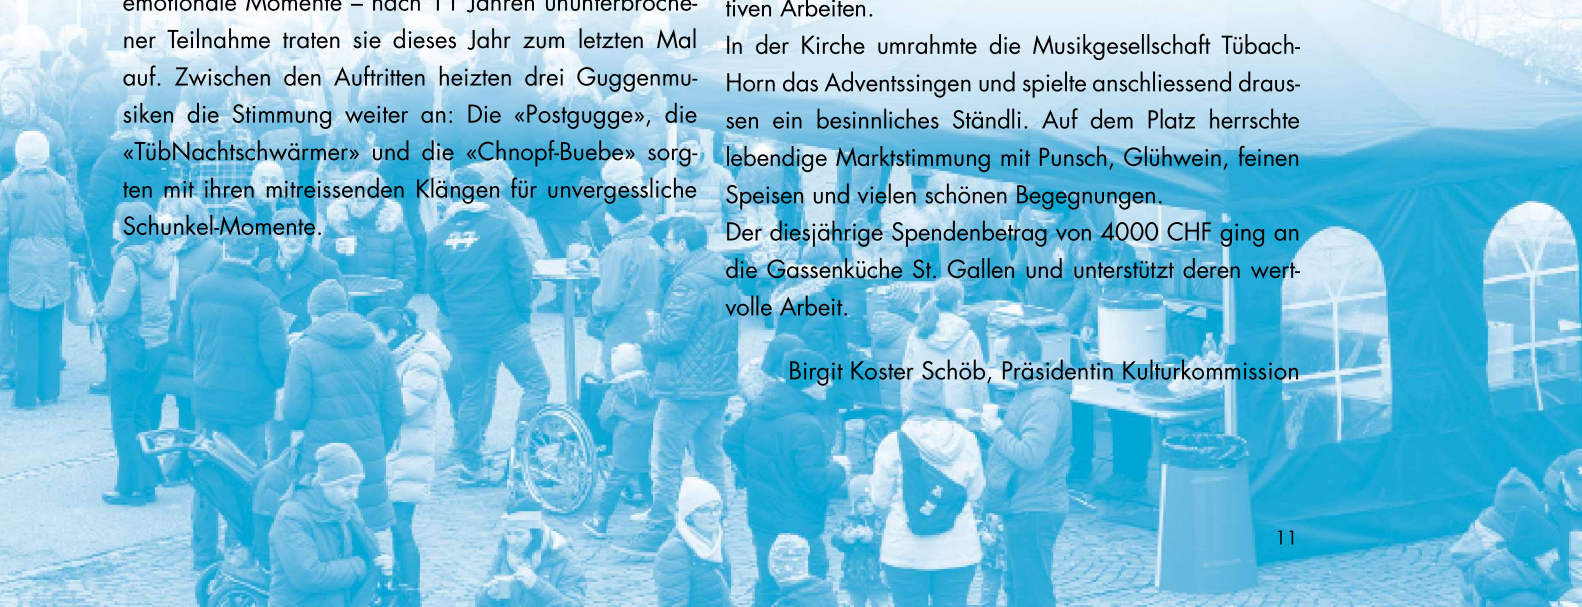 emotionale Momente – nach 11 Jahren ununterbroche-
ner Teilnahme traten sie dieses Jahr zum letzten Mal
auf. Zwischen den Auftritten heizten drei Guggenmu-
siken die Stimmung weiter an: Die «Postgugge», die
«TübNachtschwärmer» und die «Chnopf-Buebe» sorg-
ten mit ihren mitreissenden Klängen für unvergessliche
Schunkel-Momente.
tiven Arbeiten.
In der Kirche umrahmte die Musikgesellschaft Tübach-
Horn das Adventssingen und spielte anschliessend draus-
sen ein besinnliches Ständli. Auf dem Platz herrschte
lebendige Marktstimmung mit Punsch, Glühwein, feinen
Speisen und vielen schönen Begegnungen.
Der diesjährige Spendenbetrag von 4000 CHF ging an
die Gassenküche St. Gallen und unterstützt deren wert-
volle Arbeit.
Birgit Koster Schöb, Präsidentin Kulturkommission
11